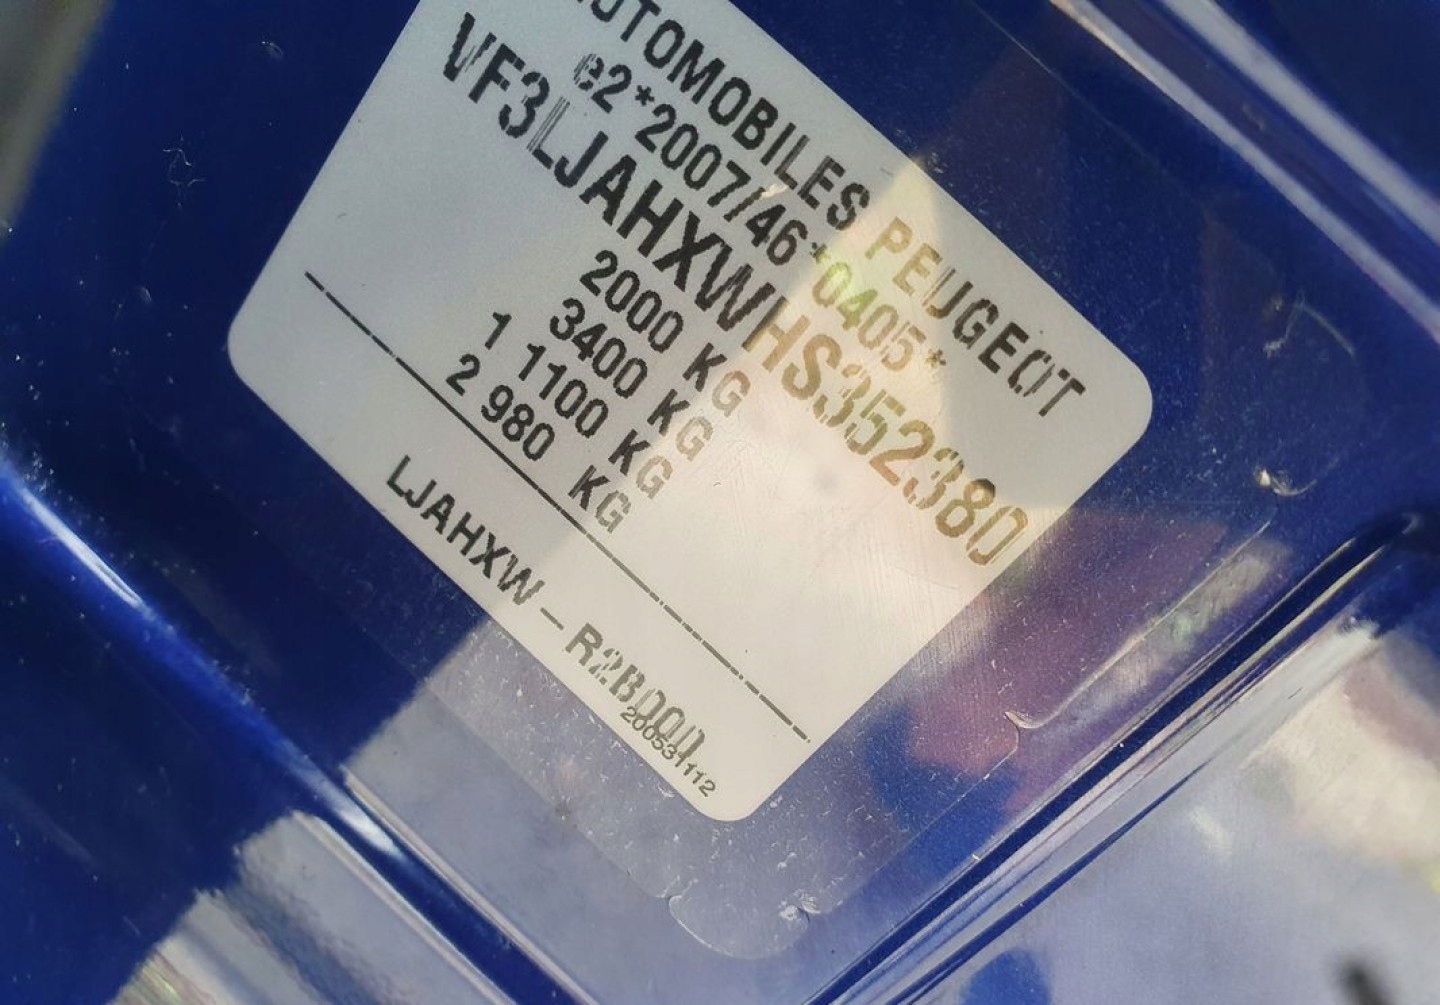 AUTOMOBILES PEUGEOT
e2*2007/46*0405*
VF3LJAHXWHS352380
2000 KG
3400 KG
1 1100 KG
2 980 KG
LJAHXW-R2B000
200531112